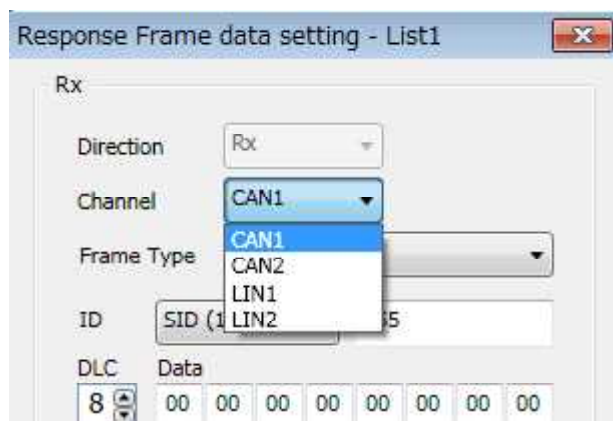 Response Frame data setting - List1
Rx
Direction Rx
Channel CAN1
CAN1
Frame Type
CAN2
LIN1
ID SID (1
LIN2
DLC Data
8 00 00 00 00 00 00 00 00